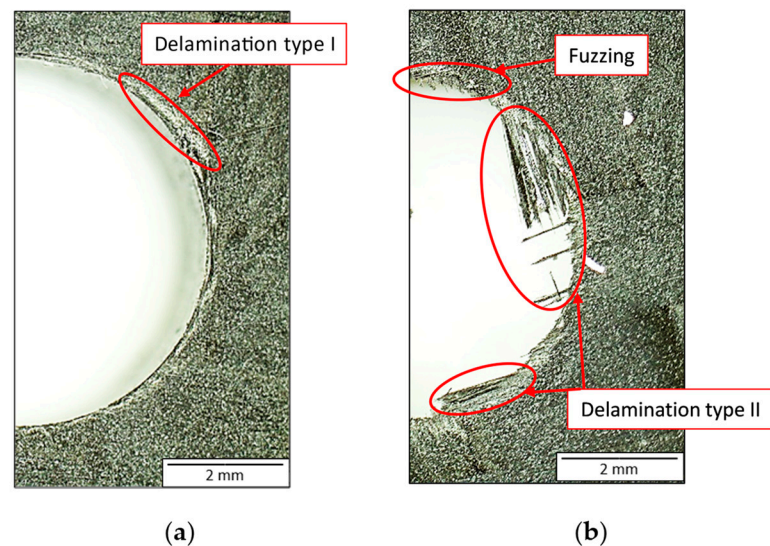 Delamination type I
Fuzzing
Delamination type II
2 mm
2 mm
(a)
(b)